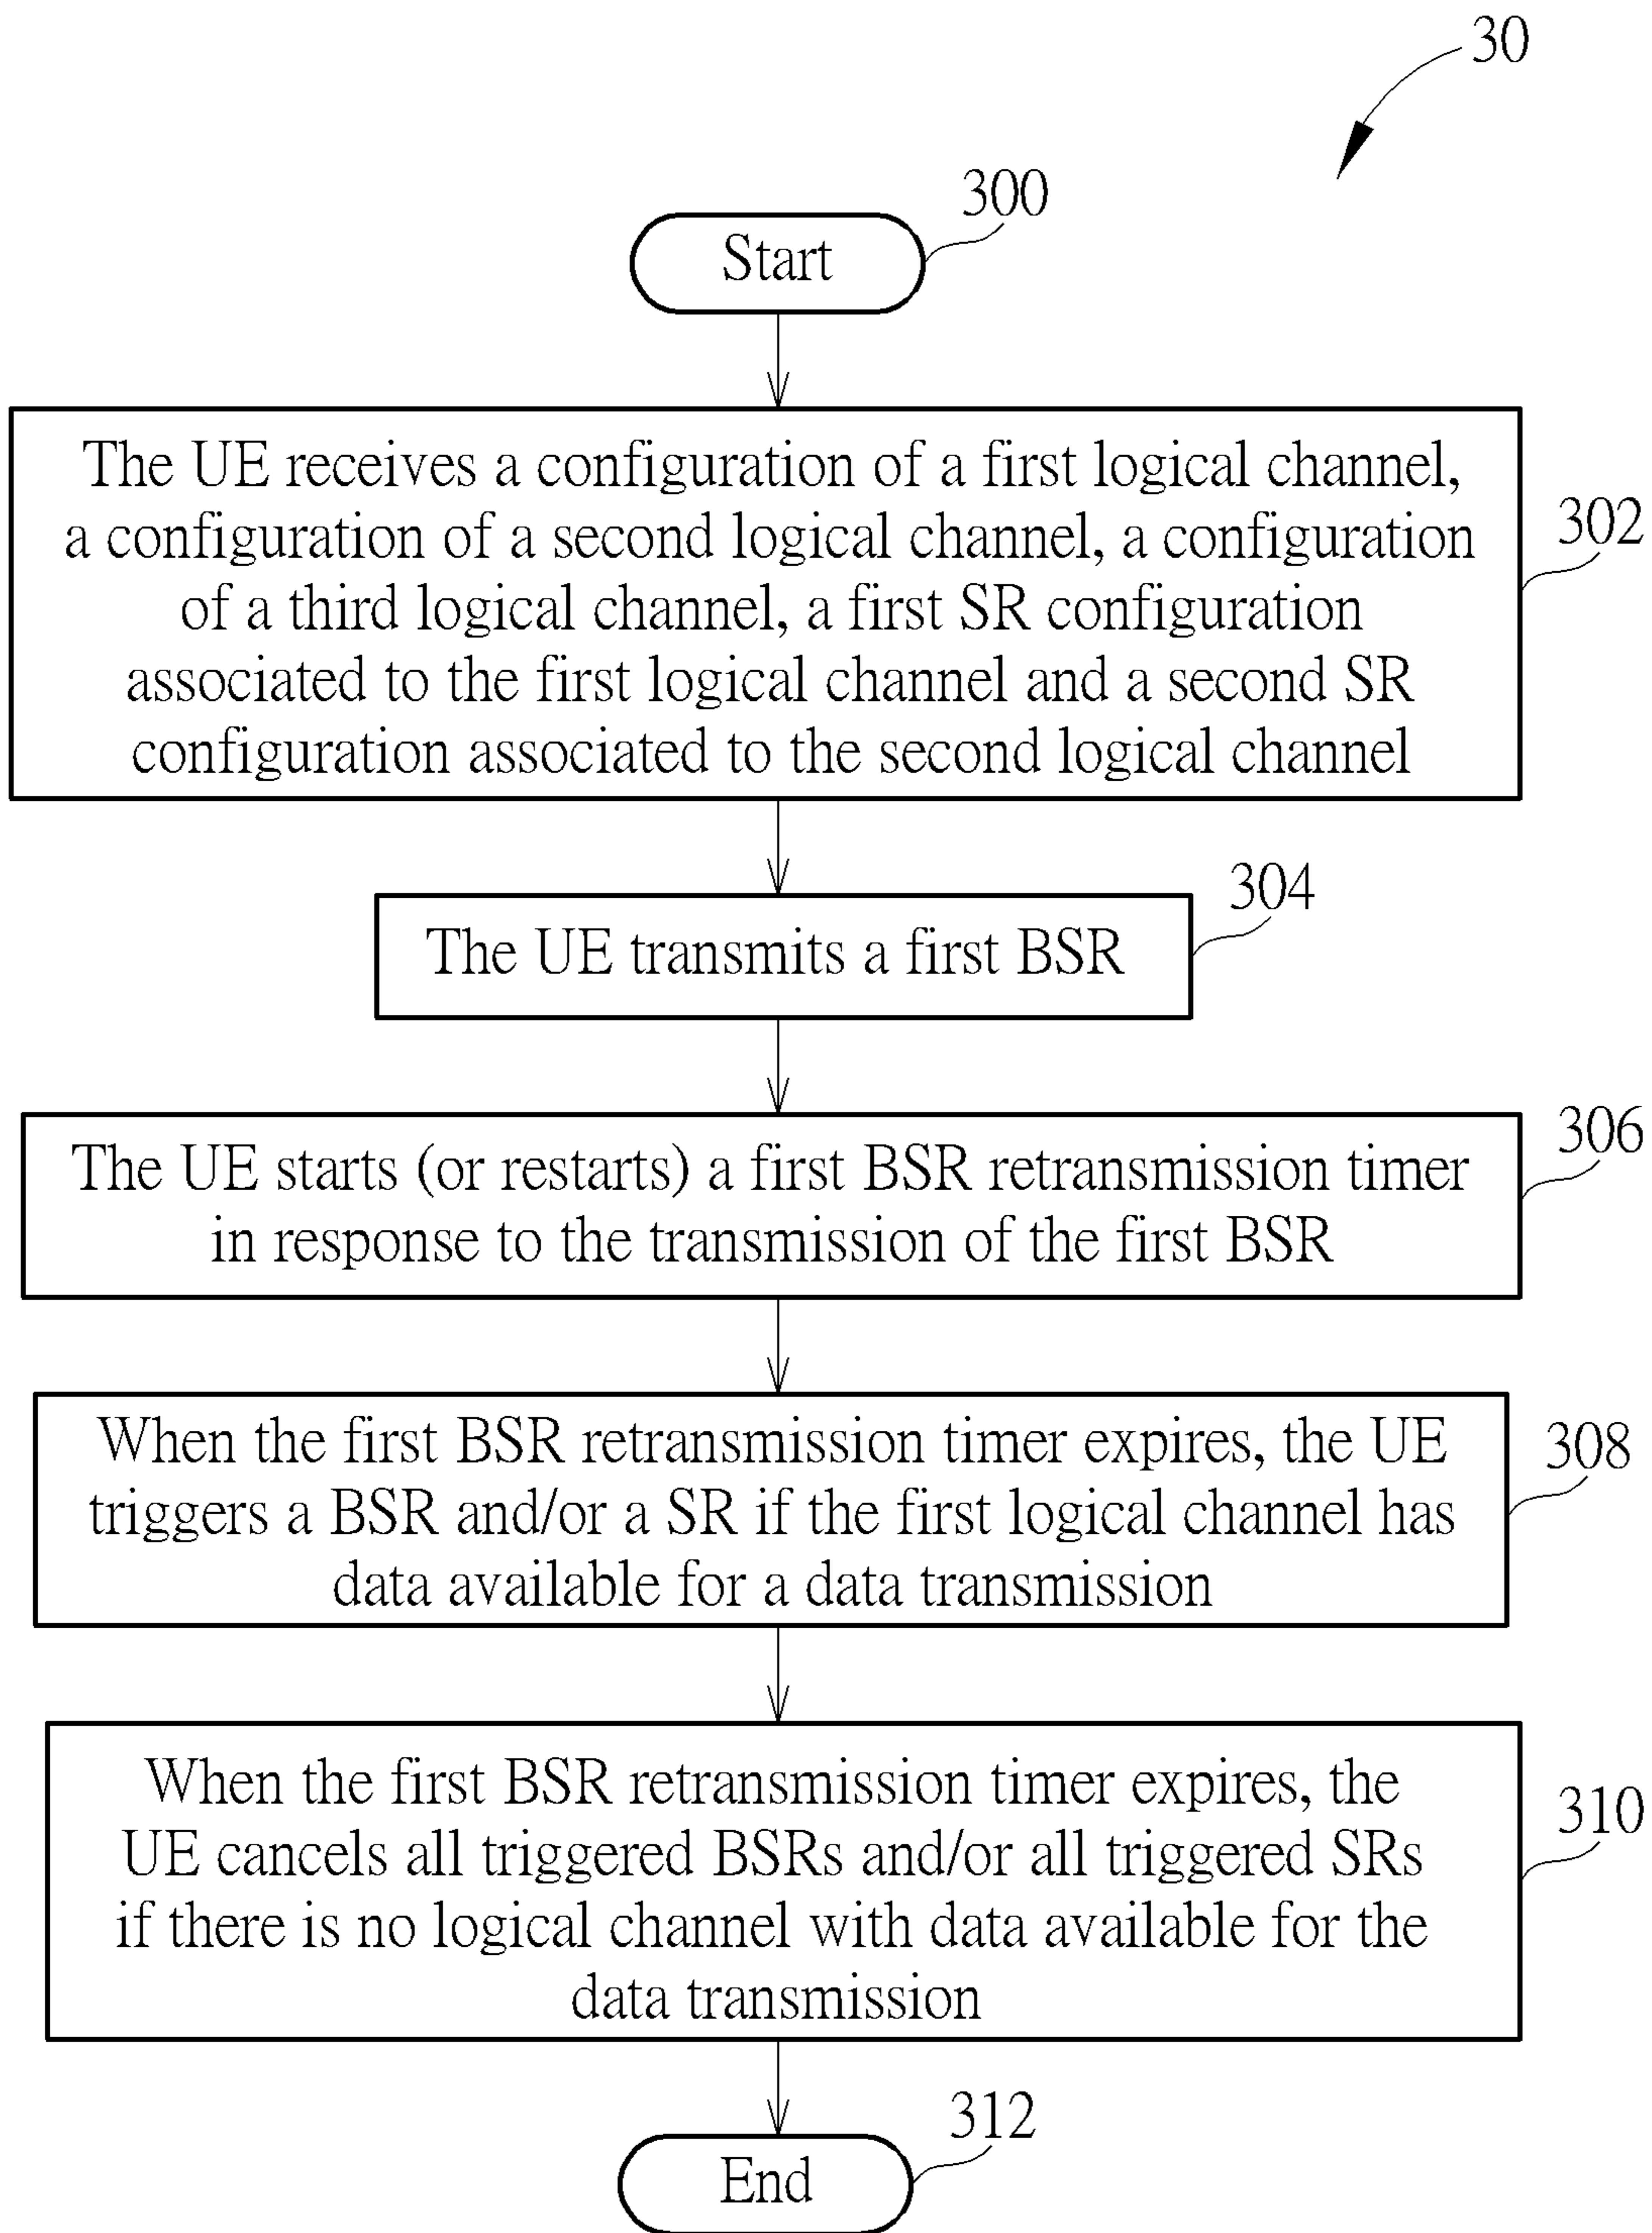 30
300
Start
The UE receives a configuration of a first logical channel,
a configuration of a second logical channel, a configuration
of a third logical channel, a first SR configuration
associated to the first logical channel and a second SR
configuration associated to the second logical channel
302
304
The UE transmits a first BSR
306
The UE starts (or restarts) a first BSR retransmission timer
in response to the transmission of the first BSR
When the first BSR retransmission timer expires, the UE
triggers a BSR and/or a SR if the first logical channel has
data available for a data transmission
308
When the first BSR retransmission timer expires, the
UE cancels all triggered BSRs and/or all triggered SRs
if there is no logical channel with data available for the
data transmission
310
312
End